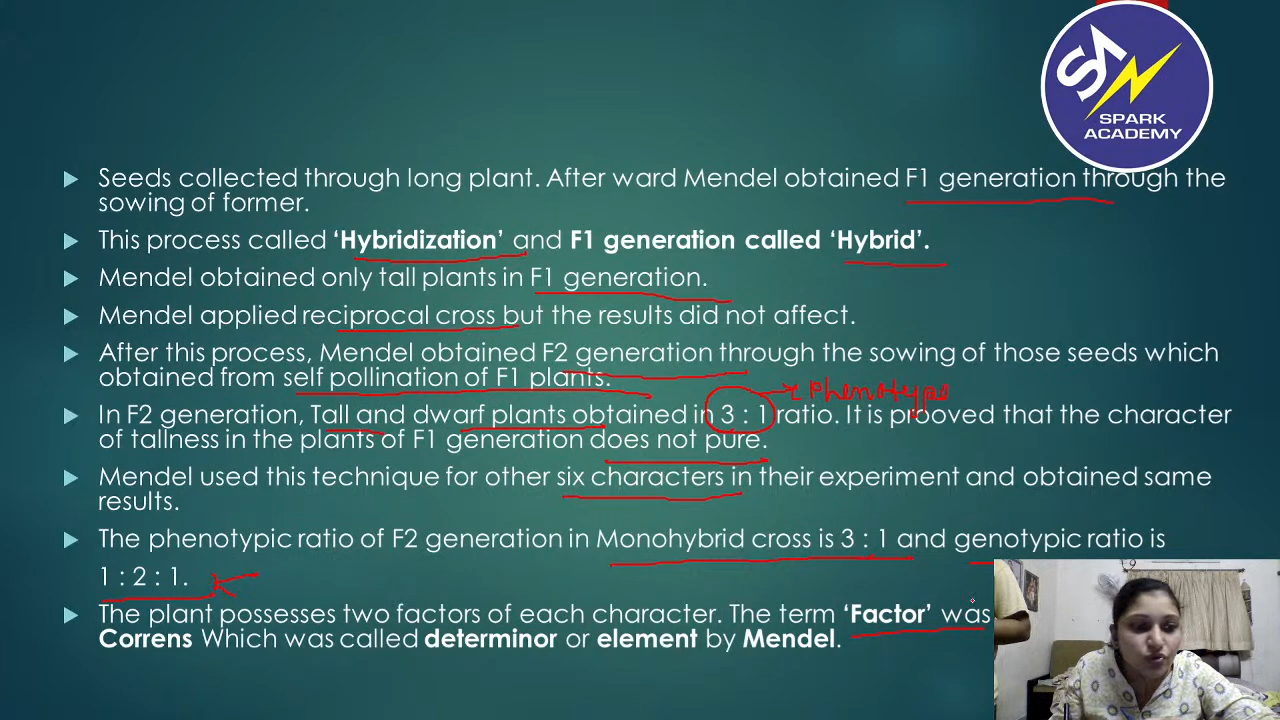 SPARK
ACADEMY
Seeds collected through long plant. After ward Mendel obtained F1 generation through the
sowing of former.
This process called ‘Hybridization’ and F1 generation called ‘Hybrid’.
Mendel obtained only tall plants in F1 generation.
Mendel applied reciprocal cross but the results did not affect.
After this process, Mendel obtained F2 generation through the sowing of those seeds which
obtained from self pollination of F1 plants.
Phenotype
In F2 generation, Tall and dwarf plants obtained in 3 : 1 ratio. It is prooved that the character
of tallness in the plants of F1 generation does not pure.
Mendel used this technique for other six characters in their experiment and obtained same
results.
The phenotypic ratio of F2 generation in Monohybrid cross is 3 : 1 and genotypic ratio is
1 : 2 : 1.
The plant possesses two factors of each character. The term ‘Factor’ was
Correns Which was called determinor or element by Mendel.